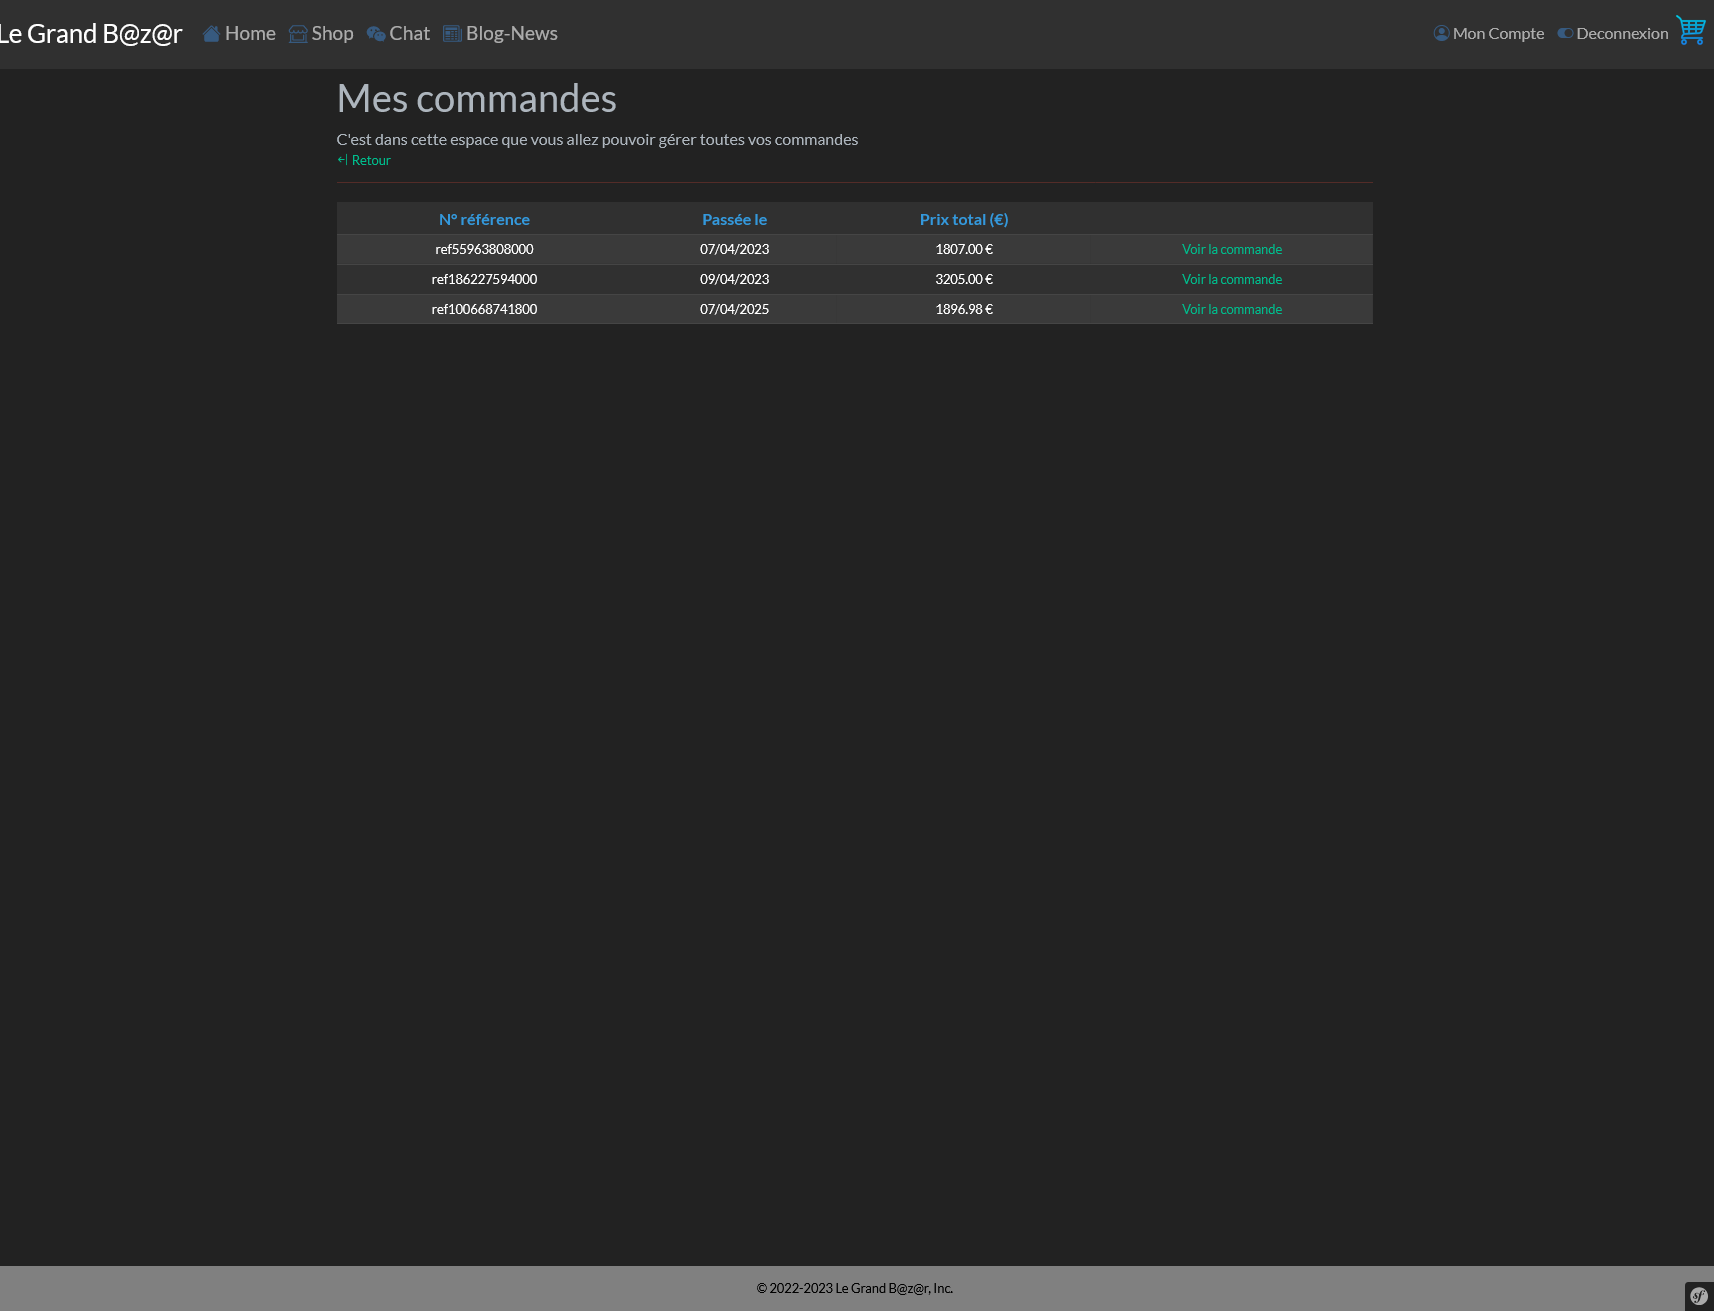 Le Grand B@z@r Home Shop Chat Blog-News Mon Compte Deconnexion
Mes commandes
C'est dans cette espace que vous allez pouvoir gérer toutes vos commandes
Retour
N° référence Passée le Prix total (€)
ref55963808000 07/04/2023 1807.00 € Voir la commande
ref186227594000 09/04/2023 3205.00 € Voir la commande
ref100668741800 07/04/2025 1896.98 € Voir la commande
© 2022-2023 Le Grand B@z@r, Inc.
sf